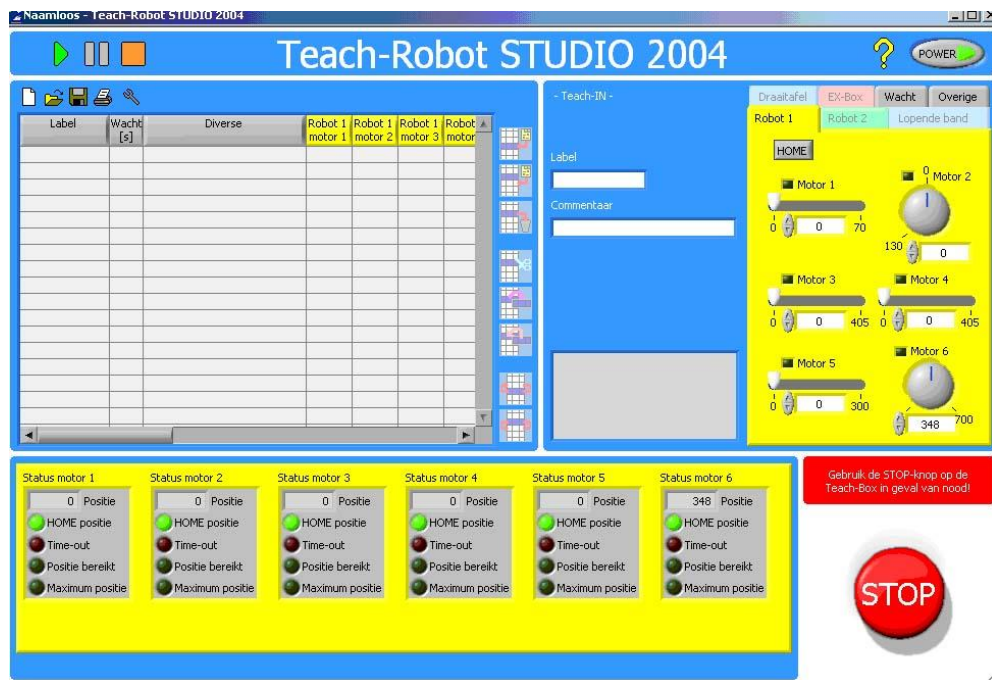 Naamloos - Teach-Robot STUDIO 2004
Teach-Robot STUDIO 2004
? POWER
Label Wacht [s] Diverse Robot 1 motor 1 Robot 1 motor 2 Robot 1 motor 3 Robot motor
- Teach-IN -
Label
Commentaar
Draaitafel EX-Box Wacht Overige
Robot 1 Robot 2 Lopende band
HOME
Motor 1
0 0 70
0 Motor 2
130 0
Motor 3
0 0 405
Motor 4
0 0 405
Motor 5
0 0 300
Motor 6
348 700
Status motor 1
0 Positie
HOME positie
Time-out
Positie bereikt
Maximum positie
Status motor 2
0 Positie
HOME positie
Time-out
Positie bereikt
Maximum positie
Status motor 3
0 Positie
HOME positie
Time-out
Positie bereikt
Maximum positie
Status motor 4
0 Positie
HOME positie
Time-out
Positie bereikt
Maximum positie
Status motor 5
0 Positie
HOME positie
Time-out
Positie bereikt
Maximum positie
Status motor 6
348 Positie
HOME positie
Time-out
Positie bereikt
Maximum positie
Gebruik de STOP-knop op de
Teach-Box in geval van nood!
STOP